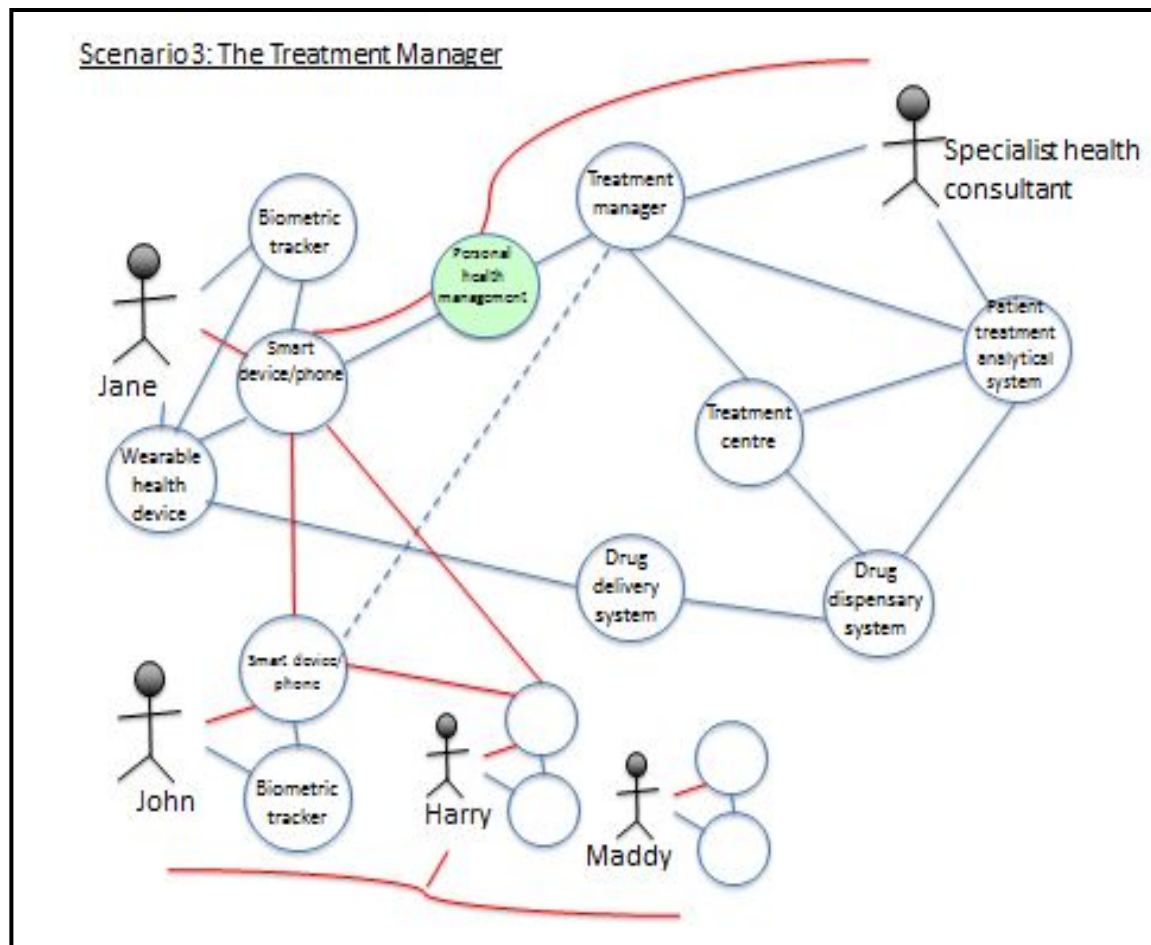 Scenario 3: The Treatment Manager
Specialist health
consultant
Treatment
manager
Biometric
tracker
Personal
health
management
Jane
Smart
device/phone
Patient
treatment
analytical
system
Treatment
centre
Wearable
health
device
Drug
delivery
system
Drug
dispensary
system
Smart device/
phone
John
Biometric
tracker
Harry
Maddy